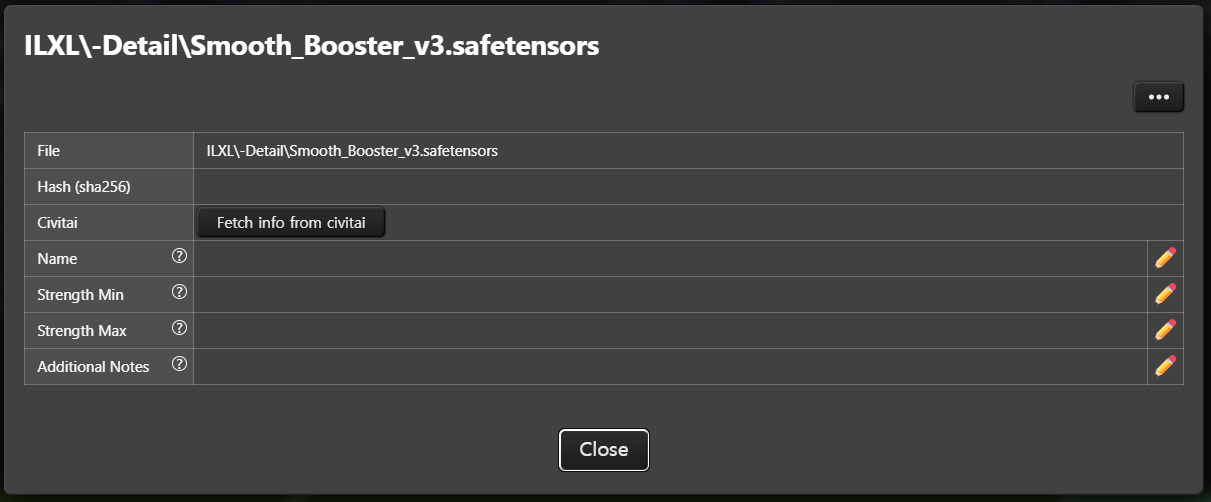 ILXL\-Detail\Smooth_Booster_v3.safetensors
•••
File ILXL\-Detail\Smooth_Booster_v3.safetensors
Hash (sha256)
Civitai Fetch info from civitai
Name ?
Strength Min ?
Strength Max ?
Additional Notes ?
Close